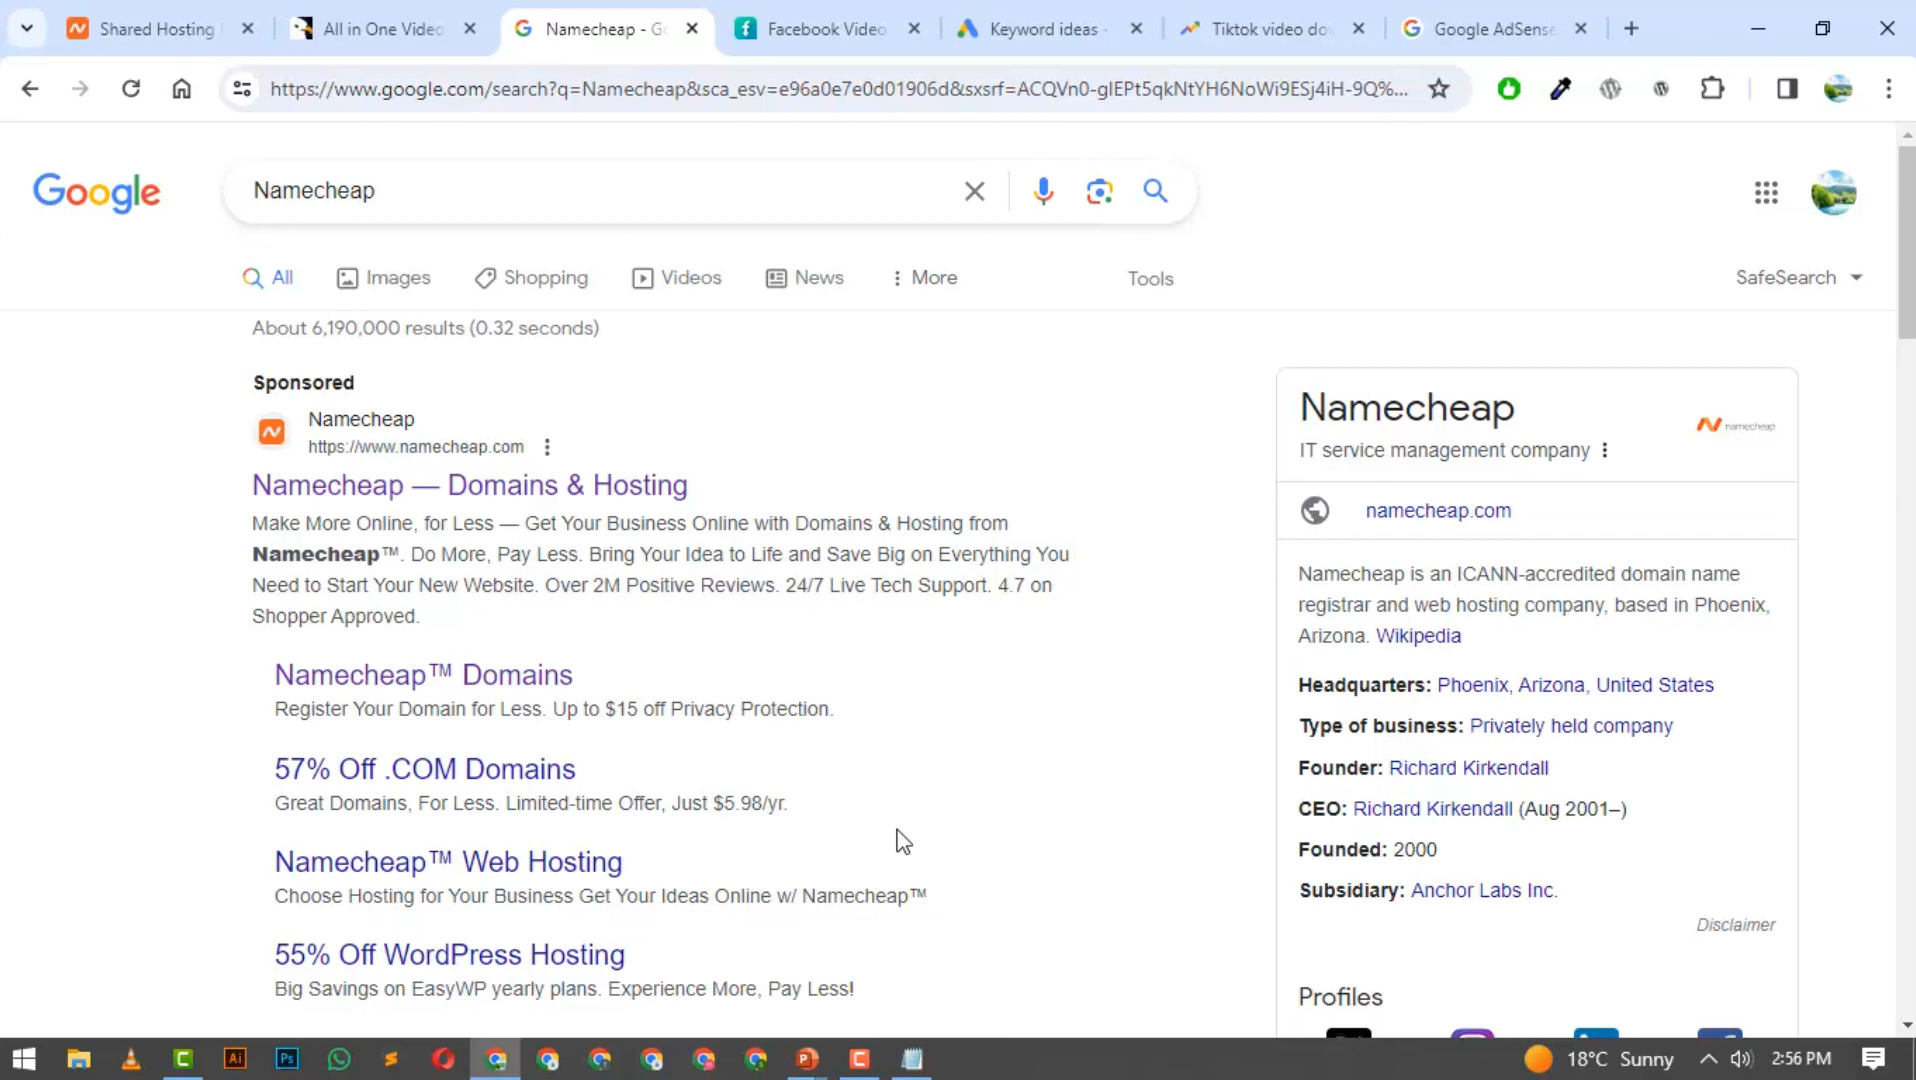 Shared Hosting
All in One Video
Namecheap - Go
Facebook Video
Keyword ideas -
Tiktok video do
Google AdSense
https://www.google.com/search?q=Namecheap&sca_esv=e96a0e7e0d01906d&sxsrf=ACQVn0-glEPt5qkNtYH6NoWi9ESj4iH-9Q%...
Google
Namecheap
All
Images
Shopping
Videos
News
More
Tools
SafeSearch
About 6,190,000 results (0.32 seconds)
Sponsored
Namecheap
https://www.namecheap.com
Namecheap — Domains & Hosting
Make More Online, for Less — Get Your Business Online with Domains & Hosting from
Namecheap™. Do More, Pay Less. Bring Your Idea to Life and Save Big on Everything You
Need to Start Your New Website. Over 2M Positive Reviews. 24/7 Live Tech Support. 4.7 on
Shopper Approved.
Namecheap™ Domains
Register Your Domain for Less. Up to $15 off Privacy Protection.
57% Off .COM Domains
Great Domains, For Less. Limited-time Offer, Just $5.98/yr.
Namecheap™ Web Hosting
Choose Hosting for Your Business Get Your Ideas Online w/ Namecheap™
55% Off WordPress Hosting
Big Savings on EasyWP yearly plans. Experience More, Pay Less!
Namecheap
namecheap
IT service management company
namecheap.com
Namecheap is an ICANN-accredited domain name
registrar and web hosting company, based in Phoenix,
Arizona. Wikipedia
Headquarters: Phoenix, Arizona, United States
Type of business: Privately held company
Founder: Richard Kirkendall
CEO: Richard Kirkendall (Aug 2001–)
Founded: 2000
Subsidiary: Anchor Labs Inc.
Disclaimer
Profiles
Ai
Ps
18°C Sunny
2:56 PM